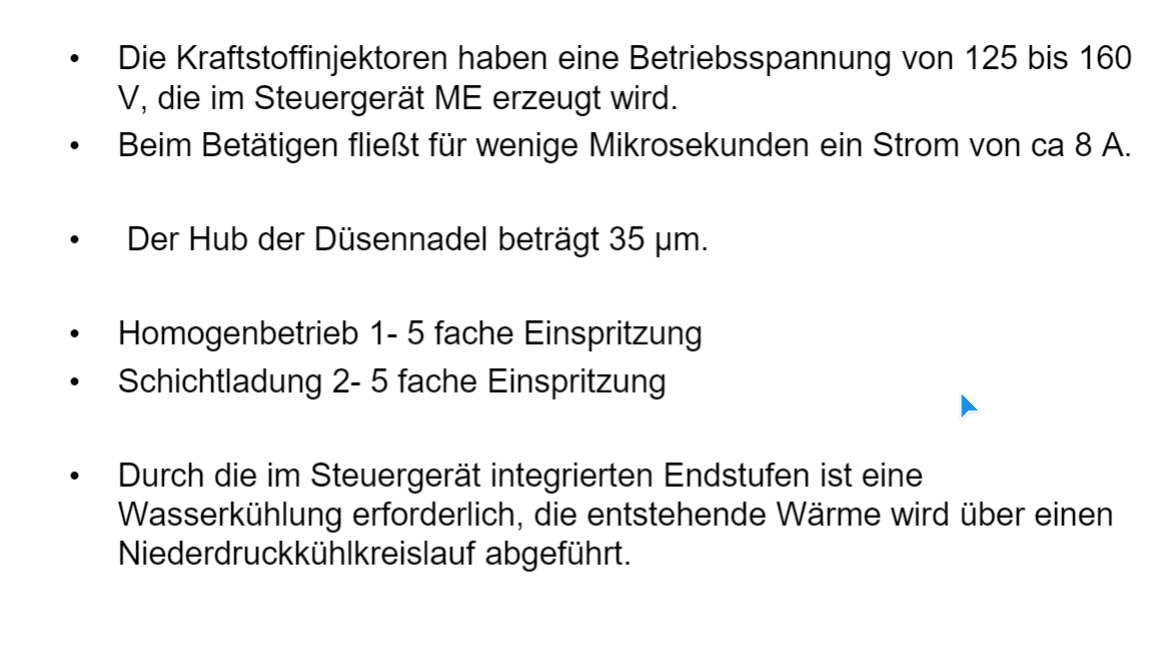 • Die Kraftstoffinjektoren haben eine Betriebsspannung von 125 bis 160
V, die im Steuergerät ME erzeugt wird.
• Beim Betätigen fließt für wenige Mikrosekunden ein Strom von ca 8 A.
• Der Hub der Düsennadel beträgt 35 µm.
• Homogenbetrieb 1- 5 fache Einspritzung
• Schichtladung 2- 5 fache Einspritzung
• Durch die im Steuergerät integrierten Endstufen ist eine
Wasserkühlung erforderlich, die entstehende Wärme wird über einen
Niederdruckkühlkreislauf abgeführt.